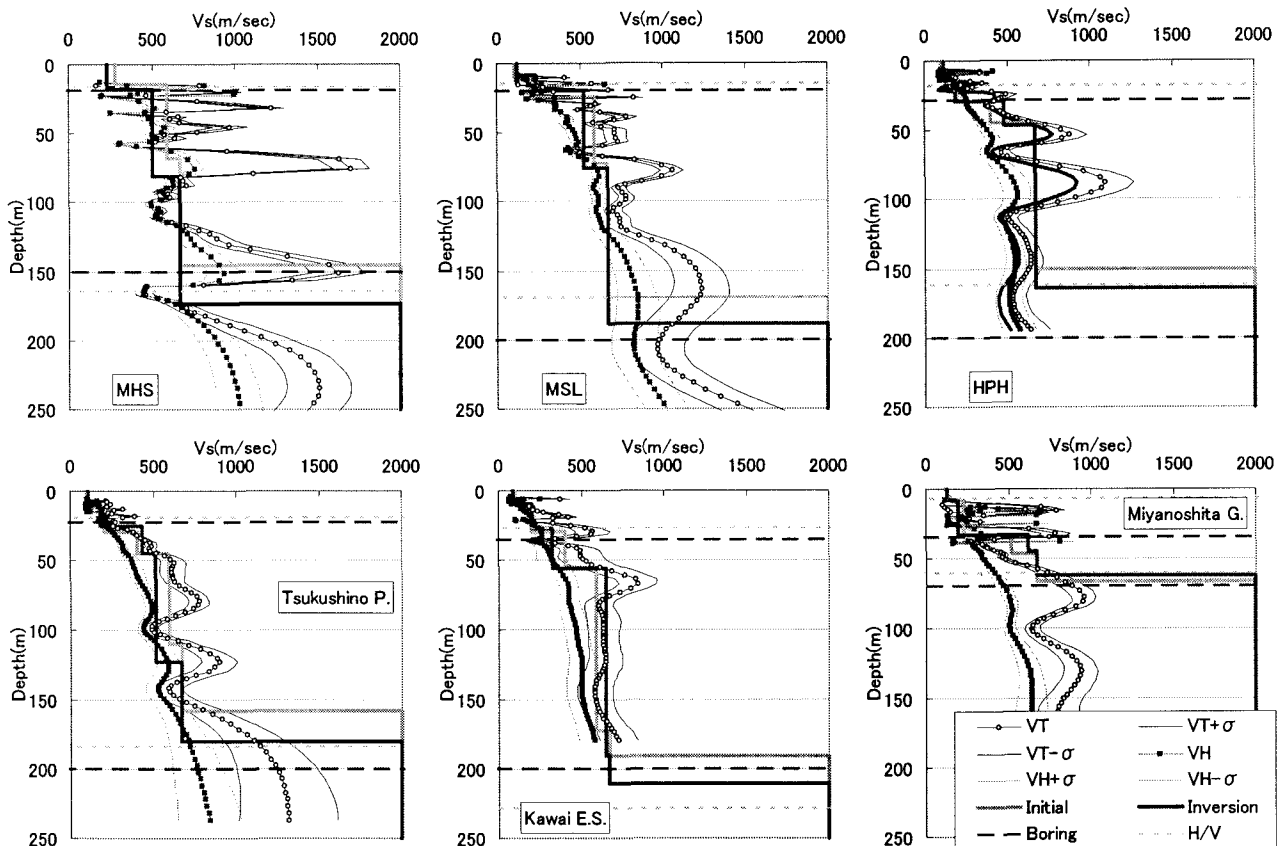 Vs(m/sec)
0 500 1000 1500 2000
Depth(m)
0
50
100
150
200
250
MHS
Vs(m/sec)
0 500 1000 1500 2000
Depth(m)
0
50
100
150
200
250
MSL
Vs(m/sec)
0 500 1000 1500 2000
Depth(m)
0
50
100
150
200
250
HPH
Vs(m/sec)
0 500 1000 1500 2000
Depth(m)
0
50
100
150
200
250
Tsukushino P.
Vs(m/sec)
0 500 1000 1500 2000
Depth(m)
0
50
100
150
200
250
Kawai E.S.
Vs(m/sec)
0 500 1000 1500 2000
Depth(m)
0
50
100
150
200
250
Miyanoshita G.
VT VT+σ
VT-σ VH
VH+σ VH-σ
Initial Inversion
Boring H/V